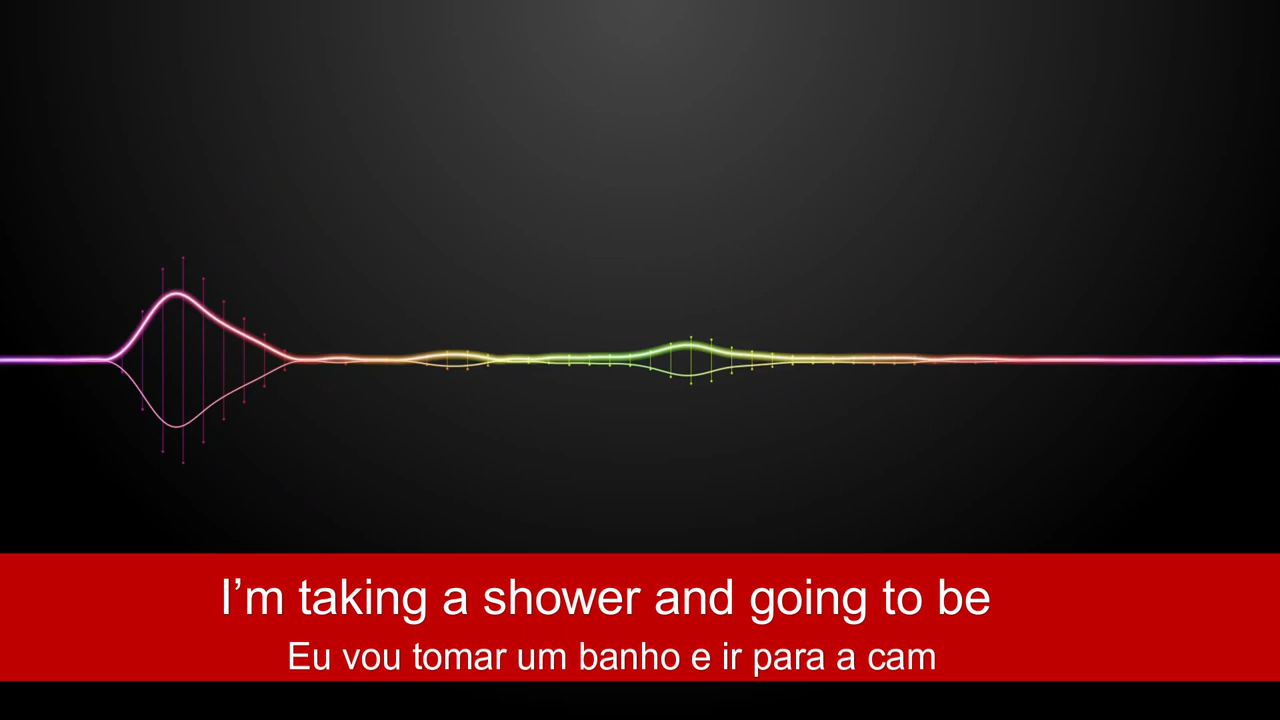 I’m taking a shower and going to be
Eu vou tomar um banho e ir para a cam